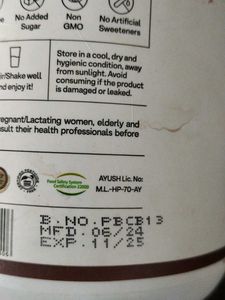 No Added
Sugar
Non
GMO
No Artificial
Sweeteners
Store in a cool, dry and
hygienic condition, away
from sunlight. Avoid
consuming if the product
is damaged or leaked.
Shake well
enjoy it!
Lactating women, elderly and
their health professionals before
Food Safety System
Certification 22000
AYUSH Lic. No:
M.L.-HP-70-AY
B.NO.PBCB13
MFD.06/24
EXP.11/25